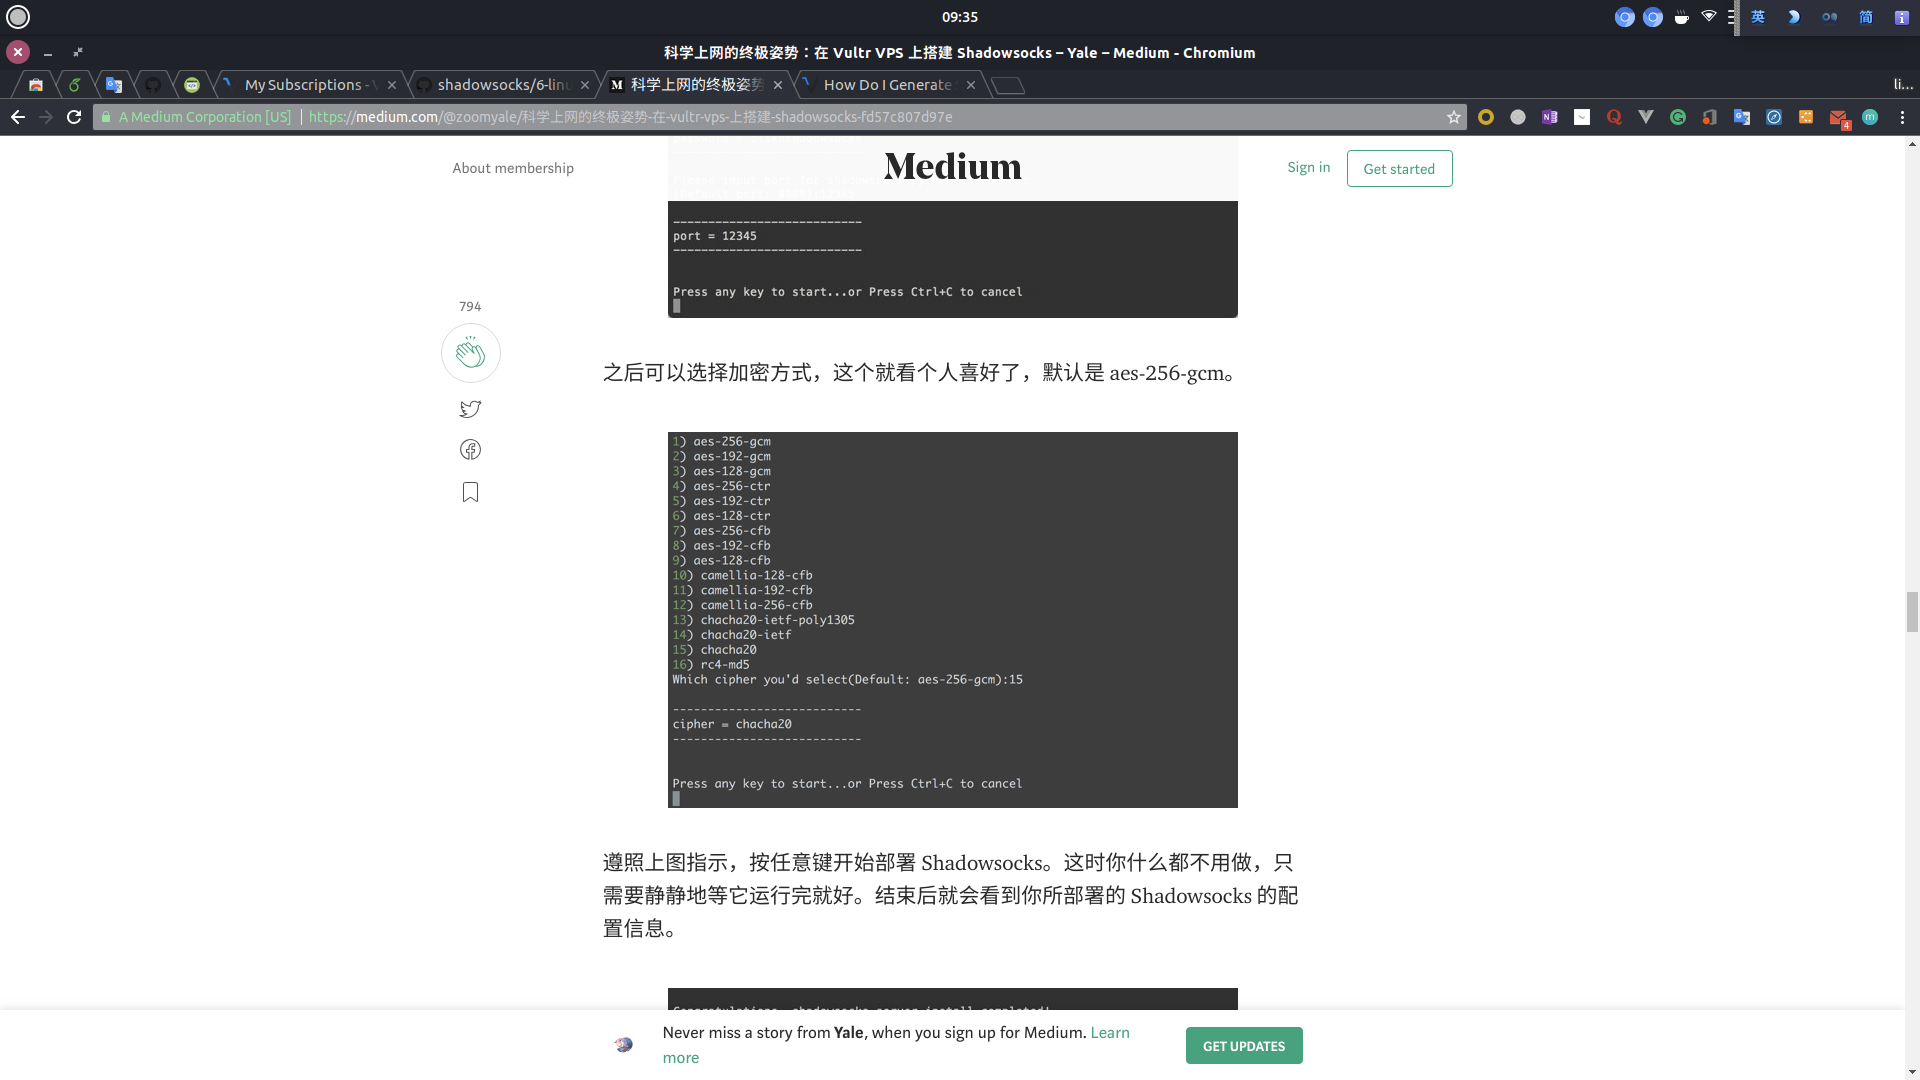 09:35
英
简
科学上网的终极姿势：在 Vultr VPS 上搭建 Shadowsocks – Yale – Medium - Chromium
My Subscriptions -
shadowsocks/6-linu
科学上网的终极姿势
How Do I Generate
li...
A Medium Corporation [US]
https://medium.com/@zoomyale/科学上网的终极姿势-在-vultr-vps-上搭建-shadowsocks-fd57c807d97e
4
About membership
Medium
Sign in
Get started
---------------------------
port = 12345
---------------------------
Press any key to start...or Press Ctrl+C to cancel
794
之后可以选择加密方式，这个就看个人喜好了，默认是 aes-256-gcm。
1) aes-256-gcm
2) aes-192-gcm
3) aes-128-gcm
4) aes-256-ctr
5) aes-192-ctr
6) aes-128-ctr
7) aes-256-cfb
8) aes-192-cfb
9) aes-128-cfb
10) camellia-128-cfb
11) camellia-192-cfb
12) camellia-256-cfb
13) chacha20-ietf-poly1305
14) chacha20-ietf
15) chacha20
16) rc4-md5
Which cipher you'd select(Default: aes-256-gcm):15
---------------------------
cipher = chacha20
---------------------------
Press any key to start...or Press Ctrl+C to cancel
遵照上图指示，按任意键开始部署 Shadowsocks。这时你什么都不用做，只
需要静静地等它运行完就好。结束后就会看到你所部署的 Shadowsocks 的配
置信息。
Never miss a story from Yale, when you sign up for Medium. Learn
more
GET UPDATES